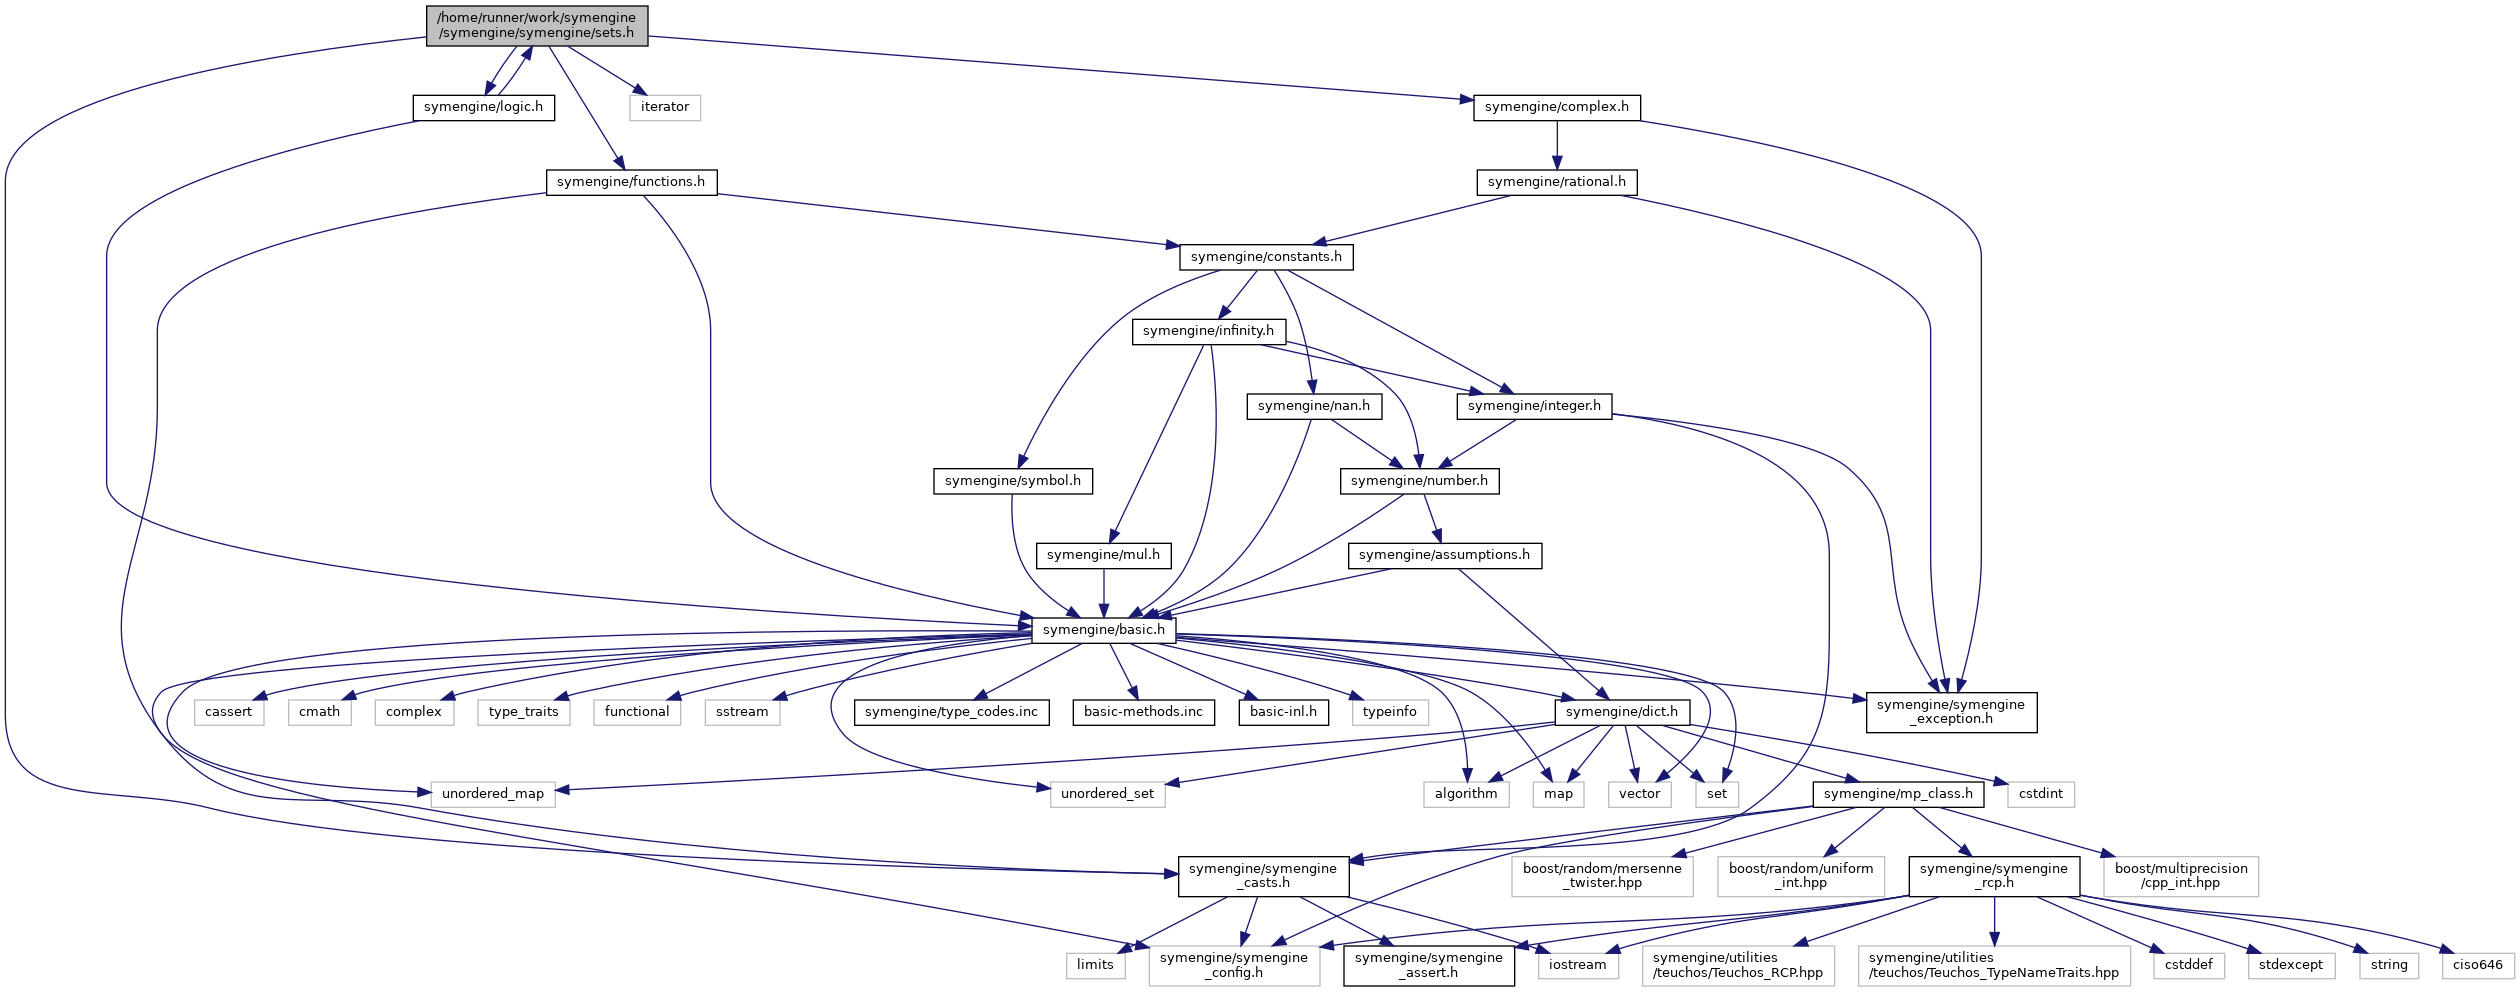 /home/runner/work/symengine
/symengine/symengine/sets.h
symengine/logic.h
iterator
symengine/complex.h
symengine/functions.h
symengine/rational.h
symengine/constants.h
symengine/infinity.h
symengine/nan.h
symengine/integer.h
symengine/symbol.h
symengine/number.h
symengine/mul.h
symengine/assumptions.h
symengine/basic.h
cassert
cmath
complex
type_traits
functional
sstream
symengine/type_codes.inc
basic-methods.inc
basic-inl.h
typeinfo
symengine/dict.h
symengine/symengine
_exception.h
unordered_map
unordered_set
algorithm
map
vector
set
symengine/mp_class.h
cstdint
symengine/symengine
_casts.h
boost/random/mersenne
_twister.hpp
boost/random/uniform
_int.hpp
symengine/symengine
_rcp.h
boost/multiprecision
/cpp_int.hpp
limits
symengine/symengine
_config.h
symengine/symengine
_assert.h
iostream
symengine/utilities
/teuchos/Teuchos_RCP.hpp
symengine/utilities
/teuchos/Teuchos_TypeNameTraits.hpp
cstddef
stdexcept
string
ciso646